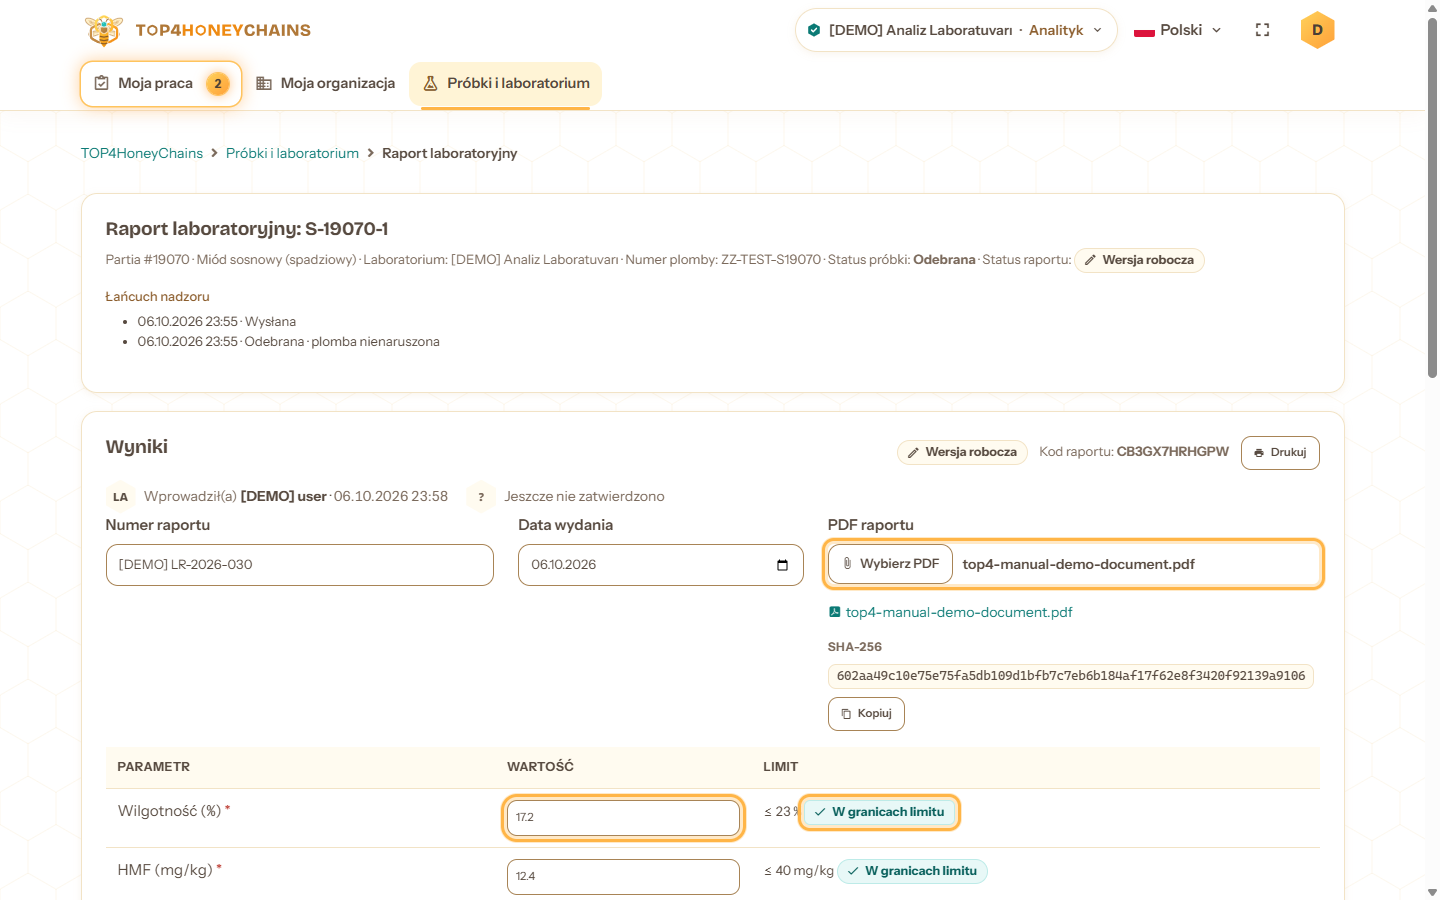 TOP4HONEYCHAINS
[DEMO] Analiz Laboratuvarı · Analityk
Polski
D
Moja praca 2
Moja organizacja
Próbki i laboratorium
TOP4HoneyChains > Próbki i laboratorium > Raport laboratoryjny
Raport laboratoryjny: S-19070-1
Partia #19070 · Miód sosnowy (spadziowy) · Laboratorium: [DEMO] Analiz Laboratuvarı · Numer plomby: ZZ-TEST-S19070 · Status próbki: Odebrana · Status raportu: Wersja robocza
Łańcuch nadzoru
• 06.10.2026 23:55 · Wysłana
• 06.10.2026 23:55 · Odebrana · plomba nienaruszona
Wyniki
Wersja robocza
Kod raportu: CB3GX7HRHGPW
Drukuj
LA Wprowadził(a) [DEMO] user · 06.10.2026 23:58
? Jeszcze nie zatwierdzono
Numer raportu
Data wydania
PDF raportu
[DEMO] LR-2026-030
06.10.2026
Wybierz PDF top4-manual-demo-document.pdf
top4-manual-demo-document.pdf
SHA-256
602aa49c10e75e75fa5db109d1bfb7c7eb6b184af17f62e8f3420f92139a9106
Kopiuj
PARAMETR WARTOŚĆ LIMIT
Wilgotność (%) * 17.2 ≤ 23 % W granicach limitu
HMF (mg/kg) * 12.4 ≤ 40 mg/kg W granicach limitu